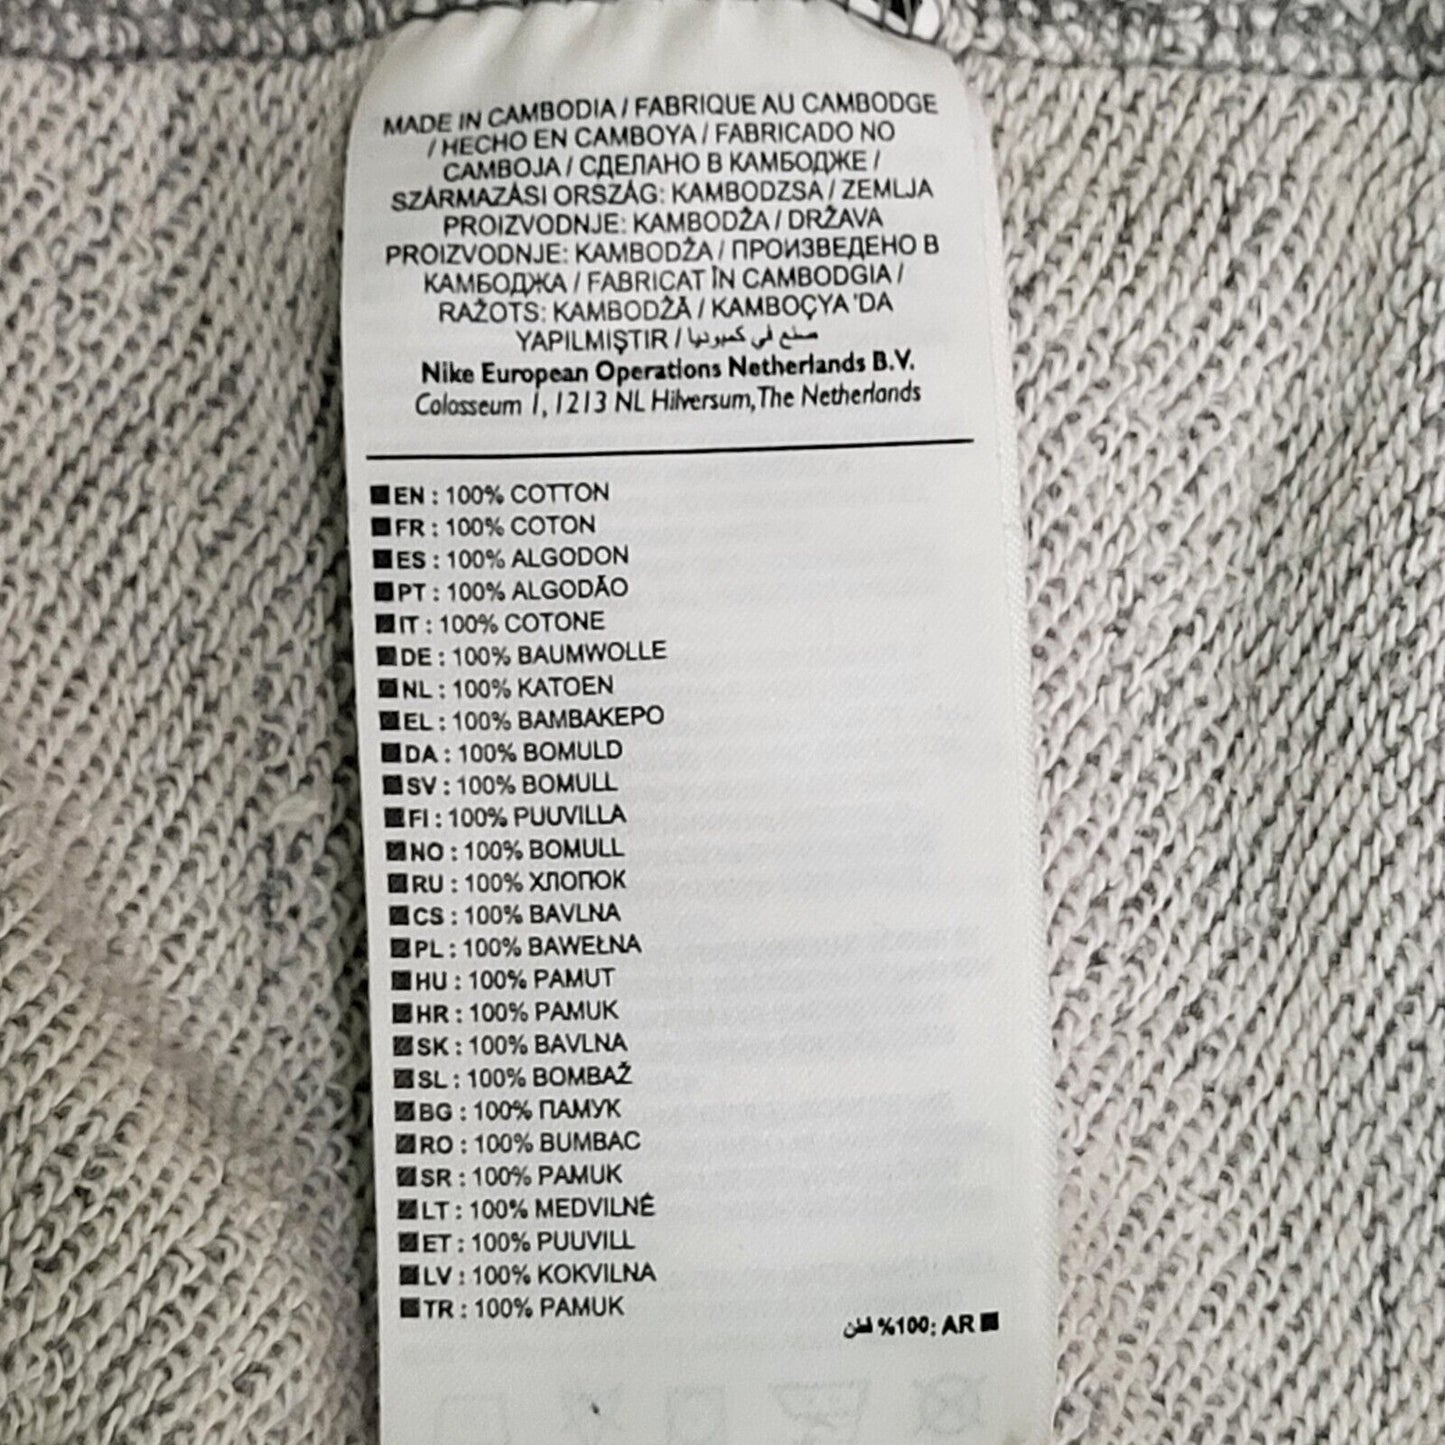 MADE IN CAMBODIA / FABRIQUE AU CAMBODGE
/ HECHO EN CAMBOYA / FABRICADO NO
CAMBOJA / СДЕЛАНО В КАМБОДЖЕ /
SZÁRMAZÁSI ORSZÁG: KAMBODZSA / ZEMLJA
PROIZVODNJE: KAMBODŽA / DRŽAVA
PROIZVODNJE: KAMBODŽA / ПРОИЗВЕДЕНО В
КАМБОДЖА / FABRICAT ÎN CAMBODGIA /
RAŽOTS: KAMBODŽĀ / KAMBOÇYA 'DA
YAPILMIŞTIR / صنع في كمبوديا
Nike European Operations Netherlands B.V.
Colosseum 1, 1213 NL Hilversum, The Netherlands
EN : 100% COTTON
FR : 100% COTON
ES : 100% ALGODON
PT : 100% ALGODÃO
IT : 100% COTONE
DE : 100% BAUMWOLLE
NL : 100% KATOEN
EL : 100% ΒΑΜΒΑΚΕΡΟ
DA : 100% BOMULD
SV : 100% BOMULL
FI : 100% PUUVILLA
NO : 100% BOMULL
RU : 100% ХЛОПОК
CS : 100% BAVLNA
PL : 100% BAWEŁNA
HU : 100% PAMUT
HR : 100% PAMUK
SK : 100% BAVLNA
SL : 100% BOMBAŽ
BG : 100% ПАМУК
RO : 100% BUMBAC
SR : 100% PAMUK
LT : 100% MEDVILNĖ
ET : 100% PUUVILL
LV : 100% KOKVILNA
TR : 100% PAMUK
قطن %100: AR